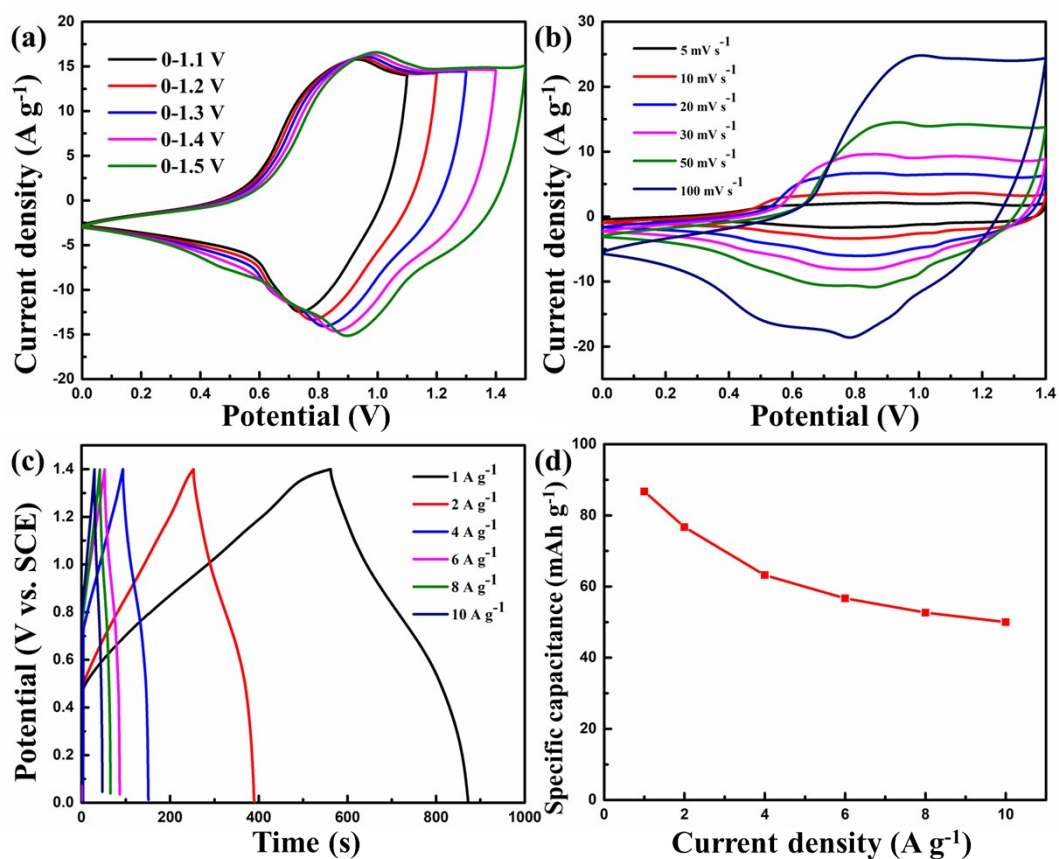 (a)
0-1.1 V
0-1.2 V
0-1.3 V
0-1.4 V
0-1.5 V
Current density (A g⁻¹)
20
15
10
5
0
-5
-10
-15
-20
0.0 0.2 0.4 0.6 0.8 1.0 1.2 1.4
Potential (V)
(b)
5 mV s⁻¹
10 mV s⁻¹
20 mV s⁻¹
30 mV s⁻¹
50 mV s⁻¹
100 mV s⁻¹
Current density (A g⁻¹)
30
20
10
0
-10
-20
0.0 0.2 0.4 0.6 0.8 1.0 1.2 1.4
Potential (V)
(c)
1 A g⁻¹
2 A g⁻¹
4 A g⁻¹
6 A g⁻¹
8 A g⁻¹
10 A g⁻¹
Potential (V vs. SCE)
1.4
1.2
1.0
0.8
0.6
0.4
0.2
0.0
0 200 400 600 800 1000
Time (s)
(d)
Specific capacitance (mAh g⁻¹)
100
80
60
40
20
0
0 2 4 6 8 10
Current density (A g⁻¹)